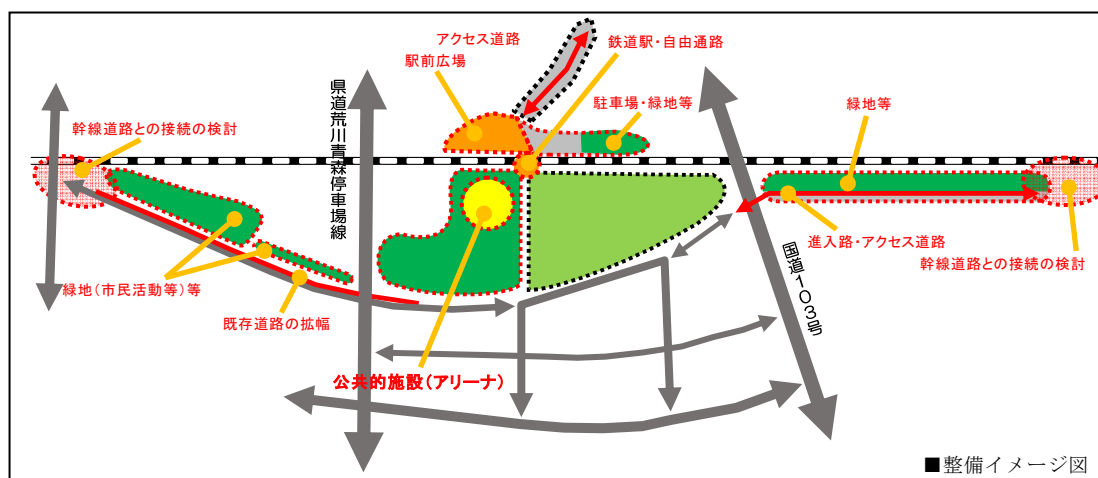 アクセス道路
駅前広場
鉄道駅・自由通路
駐車場・緑地等
緑地等
幹線道路との接続の検討
県道荒川青森停車場線
緑地(市民活動等)等
既存道路の拡幅
公共的施設(アリーナ)
進入路・アクセス道路
幹線道路との接続の検討
国道103号
■整備イメージ図